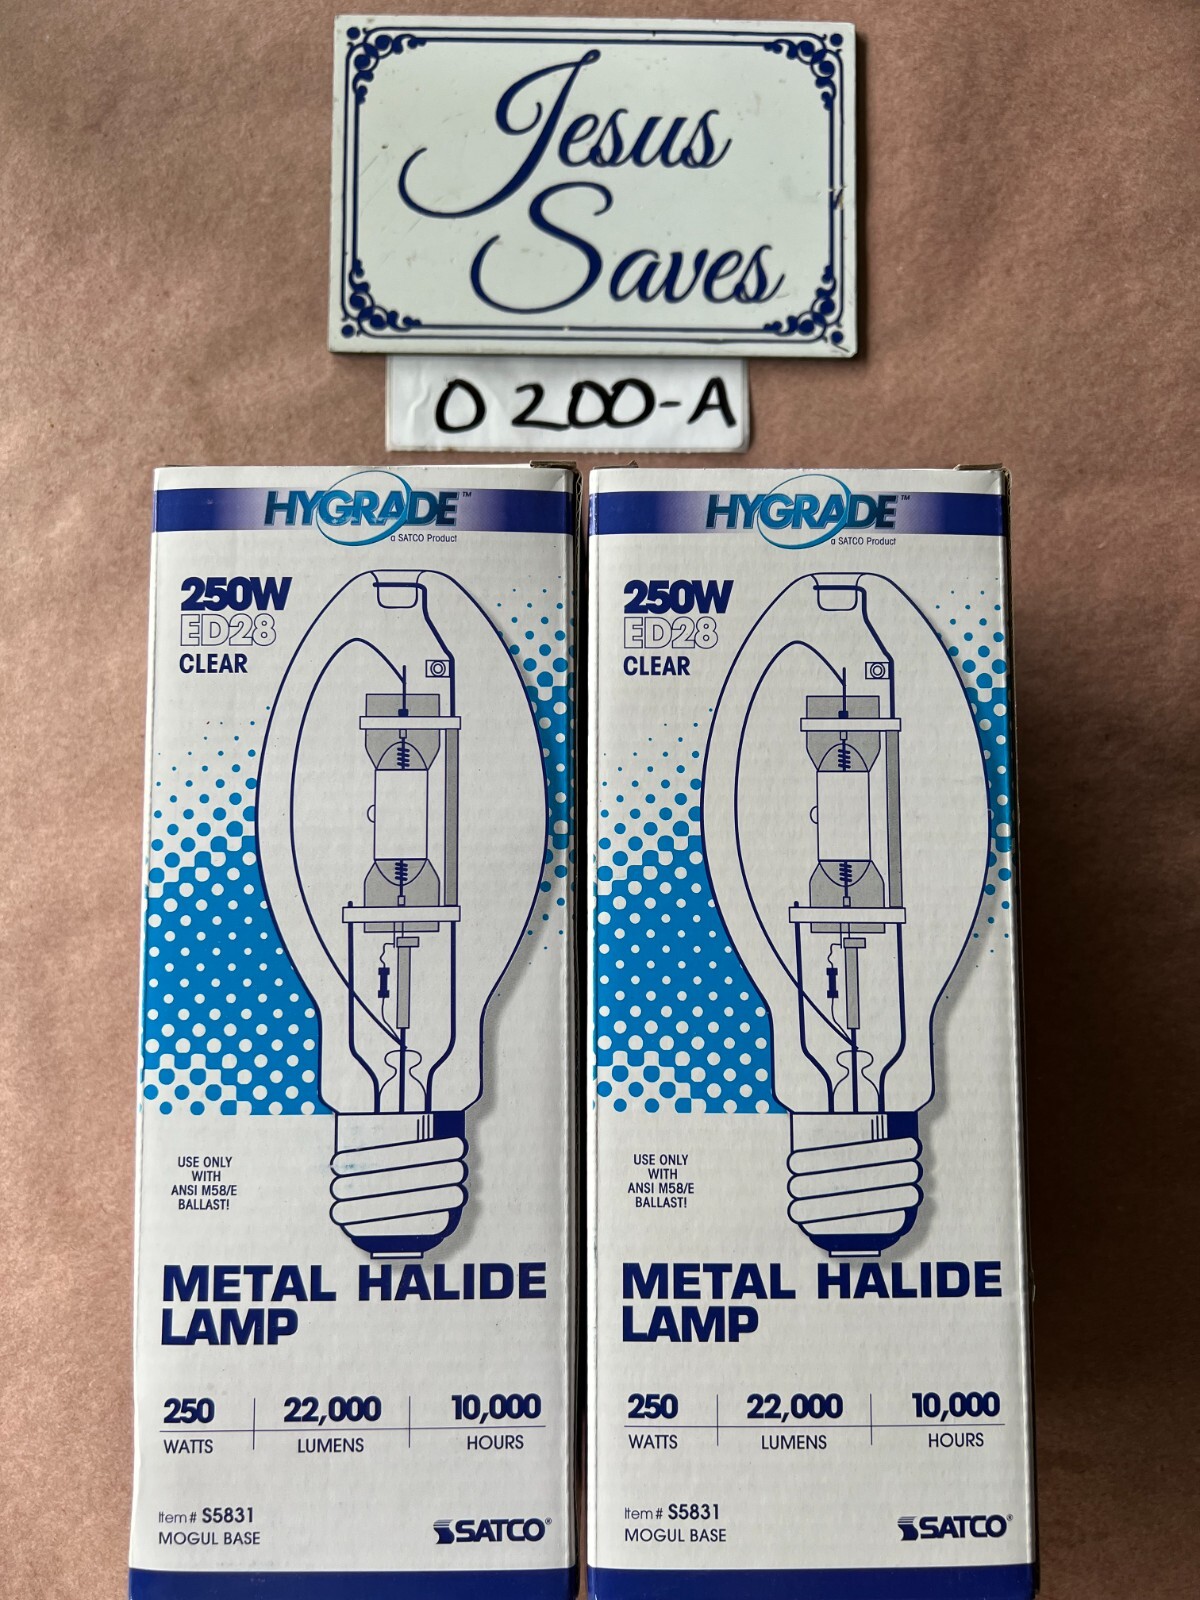 Jesus
Saves
0 200-A
HYGRADE™
a SATCO Product
250W
ED28
CLEAR
USE ONLY
WITH
ANSI M58/E
BALLAST!
METAL HALIDE
LAMP
250
WATTS
22,000
LUMENS
10,000
HOURS
Item# S5831
MOGUL BASE
SATCO®
HYGRADE™
a SATCO Product
250W
ED28
CLEAR
USE ONLY
WITH
ANSI M58/E
BALLAST!
METAL HALIDE
LAMP
250
WATTS
22,000
LUMENS
10,000
HOURS
Item# S5831
MOGUL BASE
SATCO®